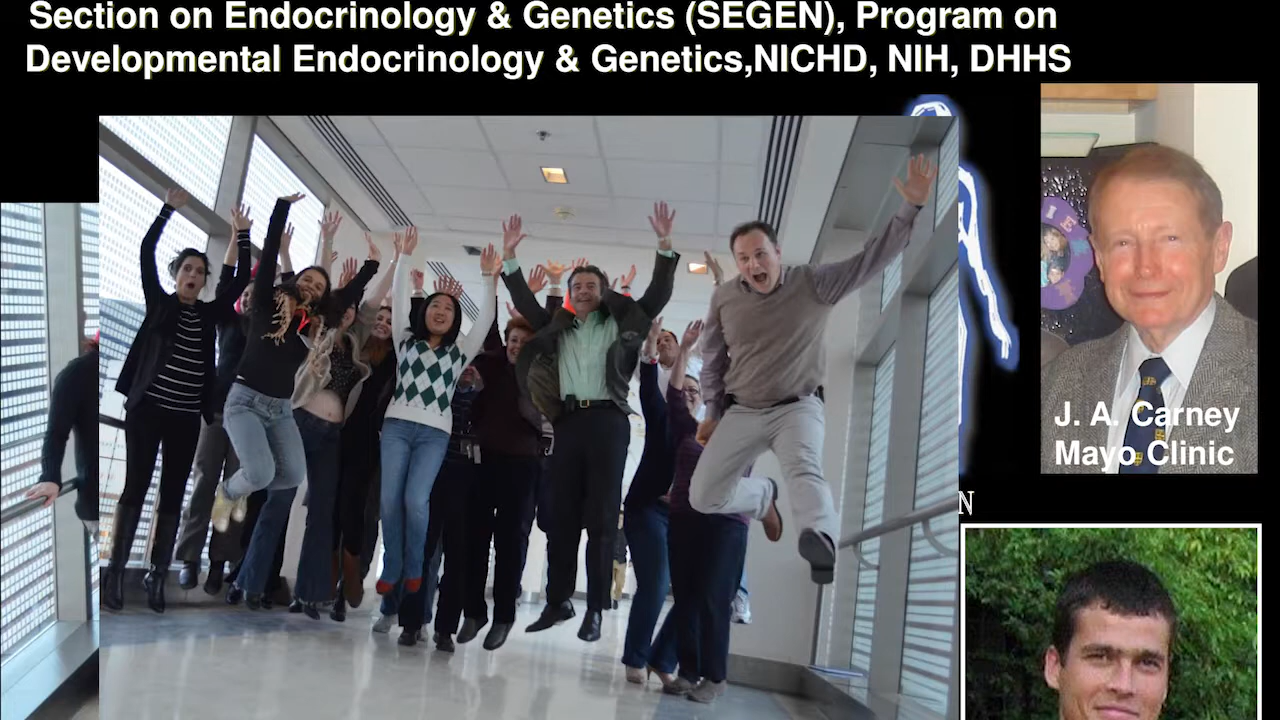 Section on Endocrinology & Genetics (SEGEN), Program on
Developmental Endocrinology & Genetics,NICHD, NIH, DHHS
J. A. Carney
Mayo Clinic
N